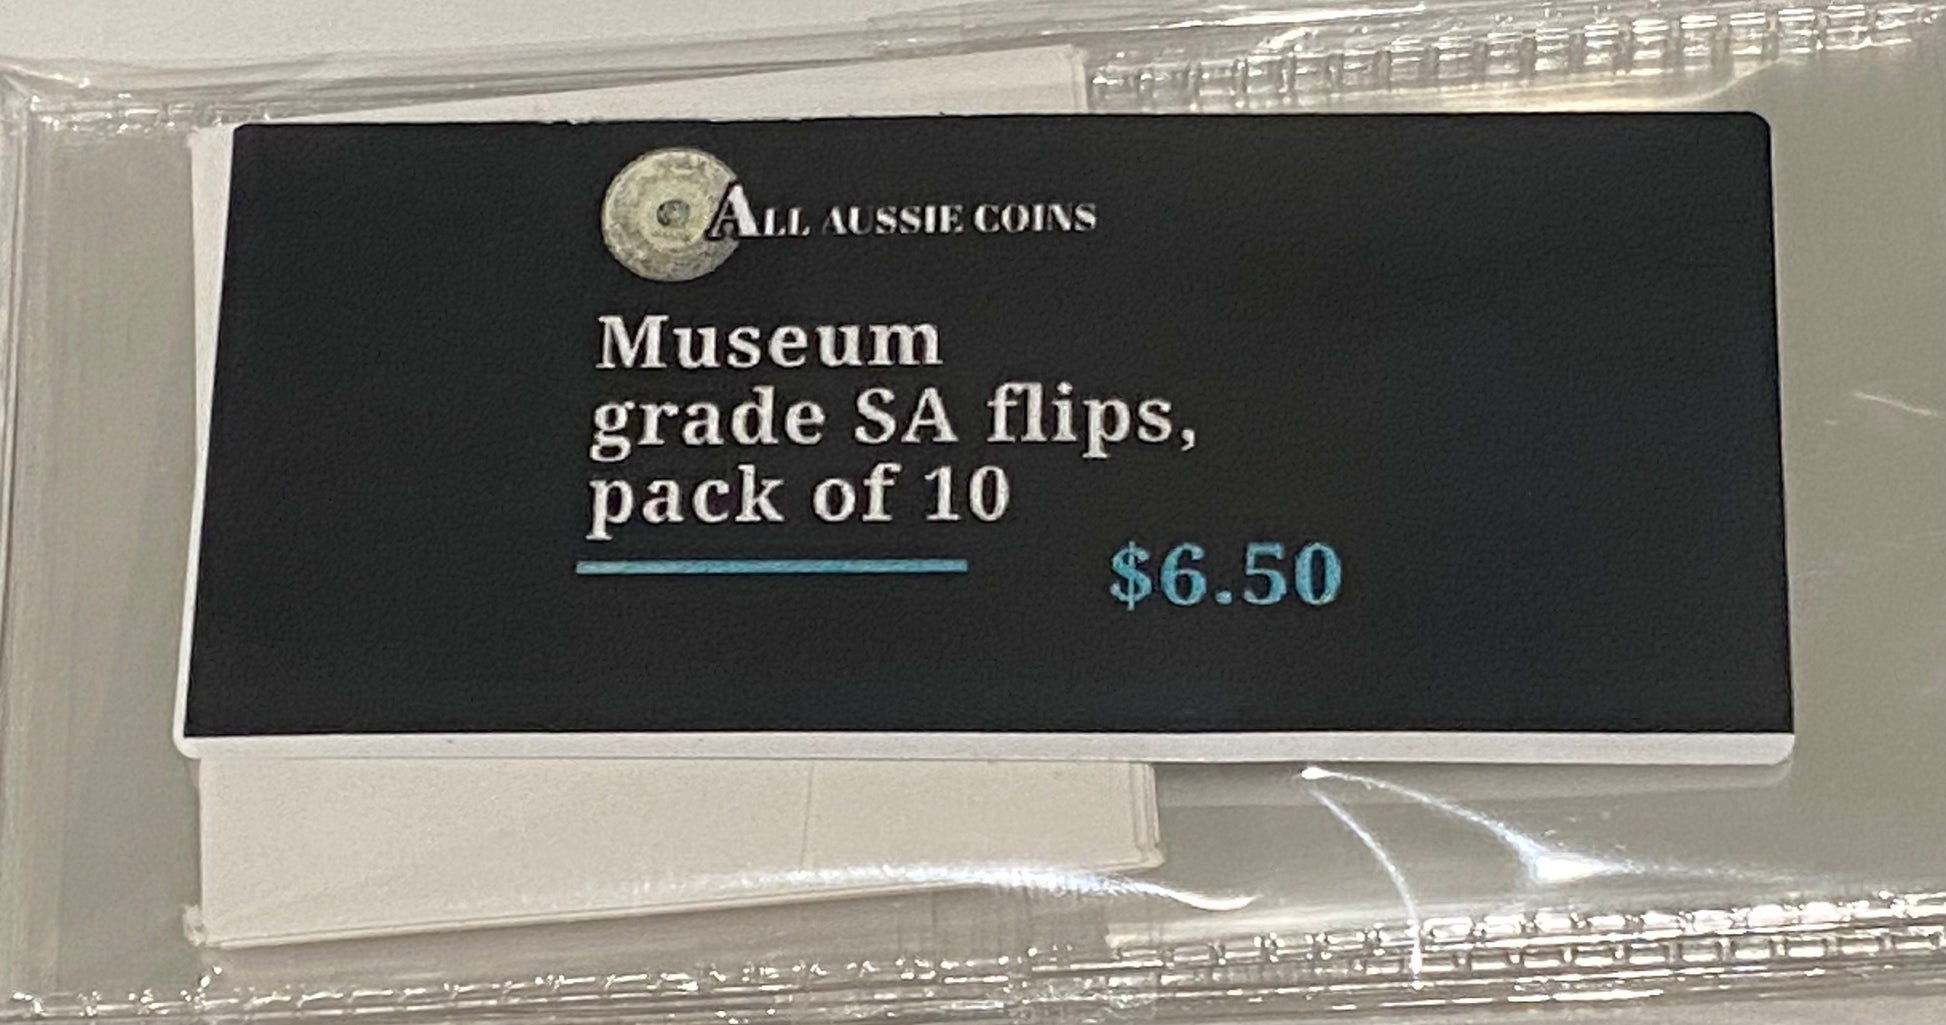 ALL AUSSIE COINS
Museum
grade SA flips,
pack of 10
$6.50